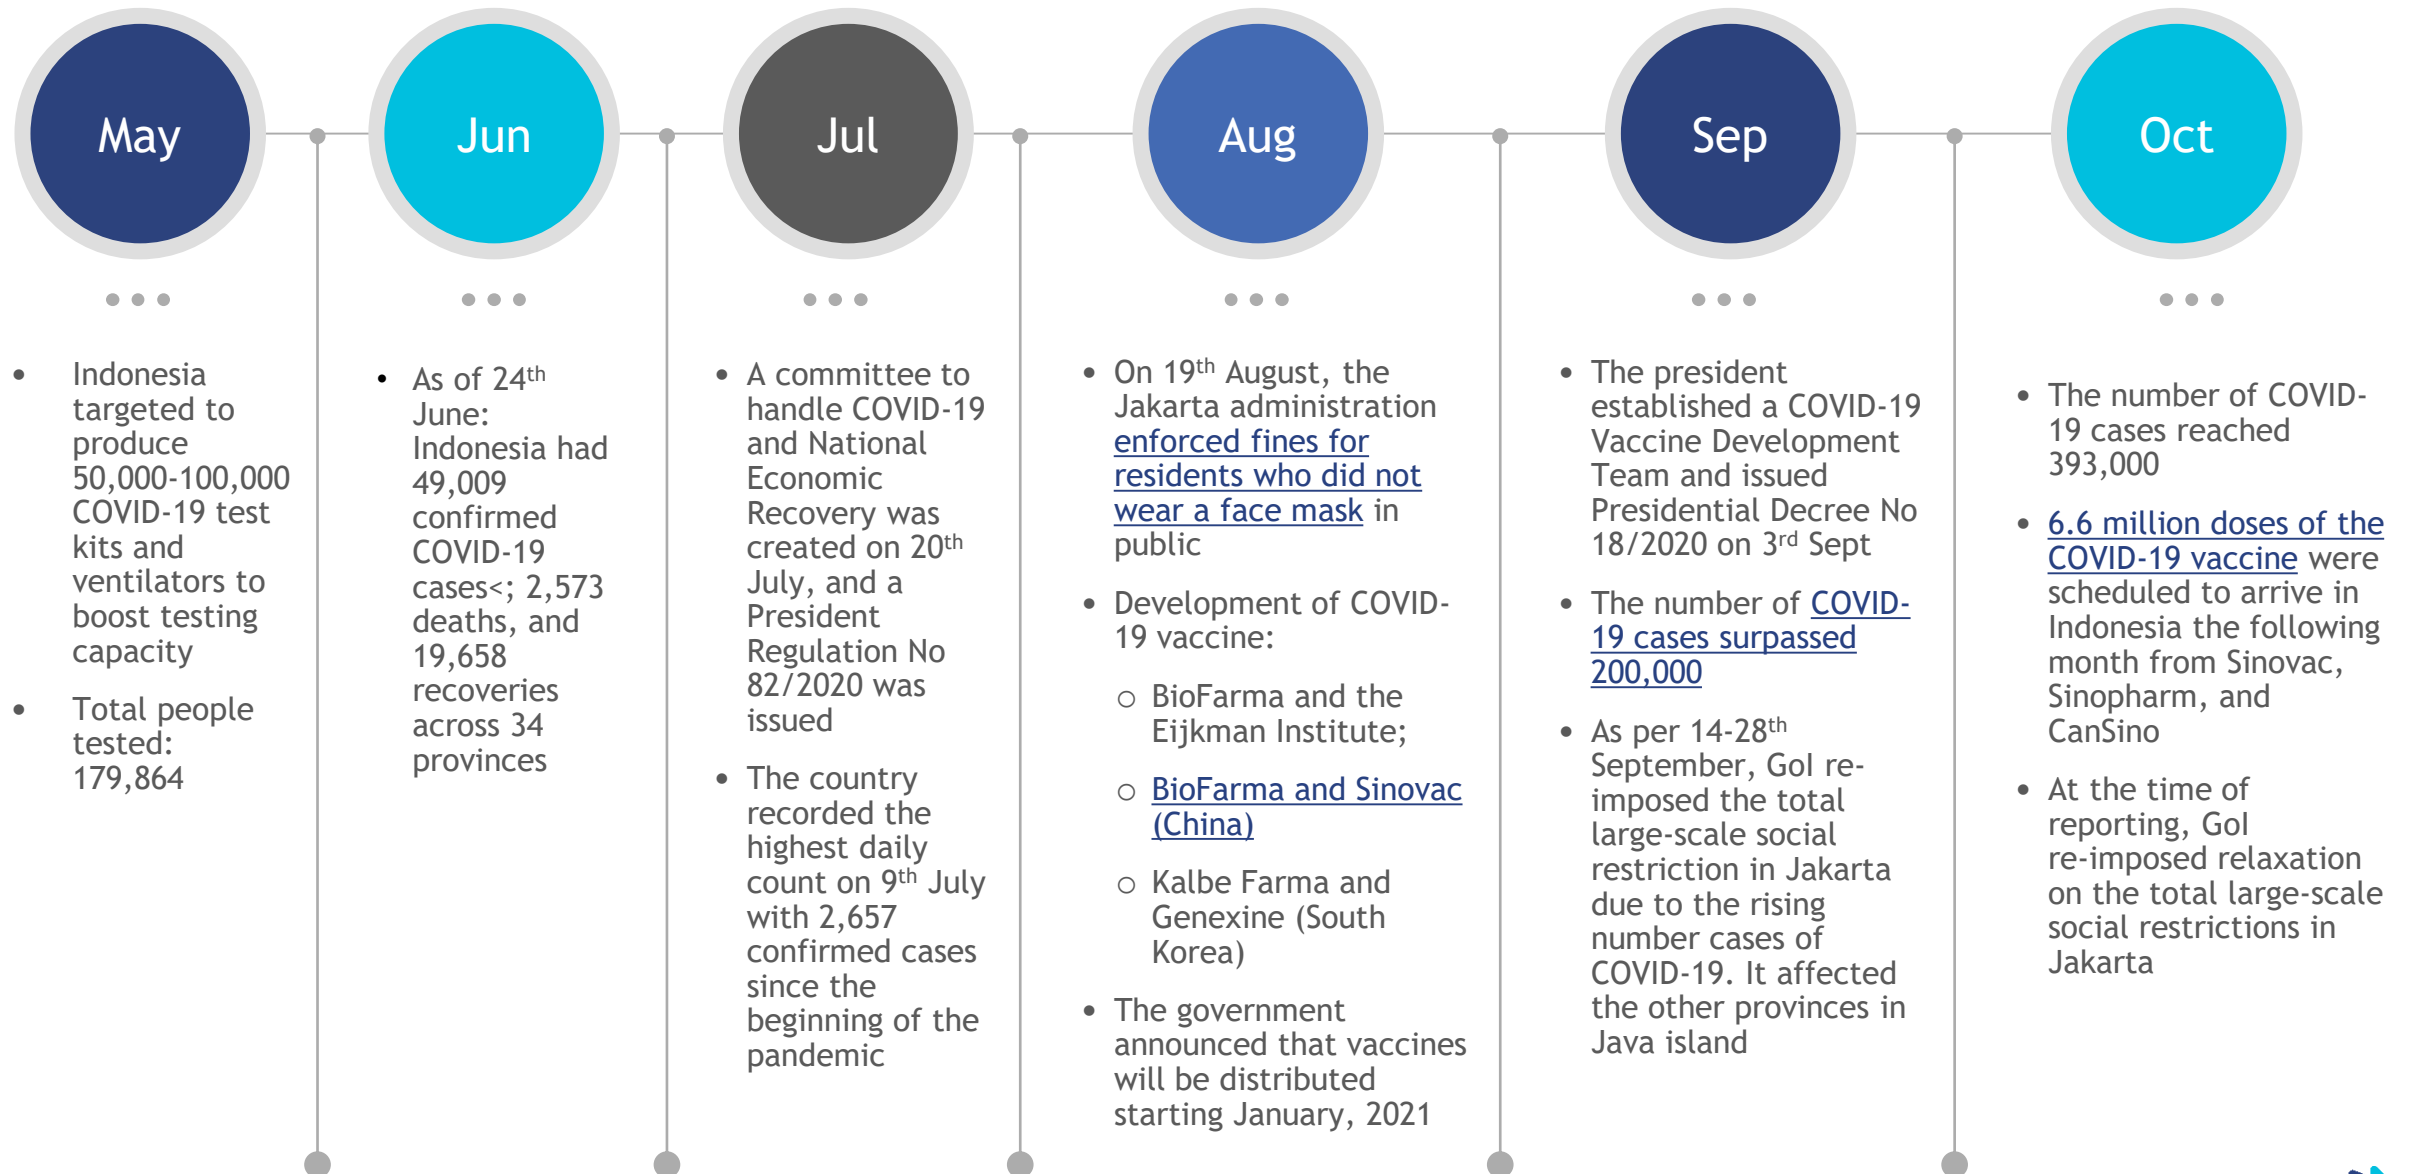 May
Jun
Jul
Aug
Sep
Oct
• Indonesia
targeted to
produce
50,000-100,000
COVID-19 test
kits and
ventilators to
boost testing
capacity
• Total people
tested:
179,864
• As of 24th
June:
Indonesia had
49,009
confirmed
COVID-19
cases<; 2,573
deaths, and
19,658
recoveries
across 34
provinces
• A committee to
handle COVID-19
and National
Economic
Recovery was
created on 20th
July, and a
President
Regulation No
82/2020 was
issued
• The country
recorded the
highest daily
count on 9th July
with 2,657
confirmed cases
since the
beginning of the
pandemic
• On 19th August, the
Jakarta administration
enforced fines for
residents who did not
wear a face mask in
public
• Development of COVID-
19 vaccine:
o BioFarma and the
Eijkman Institute;
o BioFarma and Sinovac
(China)
o Kalbe Farma and
Genexine (South
Korea)
• The government
announced that vaccines
will be distributed
starting January, 2021
• The president
established a COVID-19
Vaccine Development
Team and issued
Presidential Decree No
18/2020 on 3rd Sept
• The number of COVID-
19 cases surpassed
200,000
• As per 14-28th
September, GoI re-
imposed the total
large-scale social
restriction in Jakarta
due to the rising
number cases of
COVID-19. It affected
the other provinces in
Java island
• The number of COVID-
19 cases reached
393,000
• 6.6 million doses of the
COVID-19 vaccine were
scheduled to arrive in
Indonesia the following
month from Sinovac,
Sinopharm, and
CanSino
• At the time of
reporting, GoI
re-imposed relaxation
on the total large-scale
social restrictions in
Jakarta